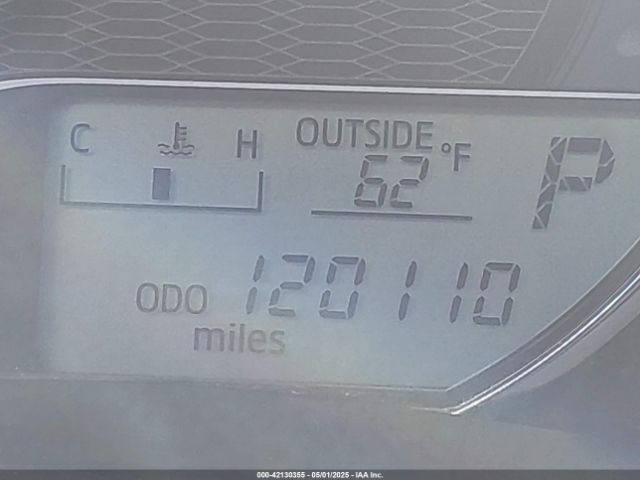 C H OUTSIDE
62 °F P
ODO 120110
miles
000-42130355 - 05/01/2025 - IAA Inc.